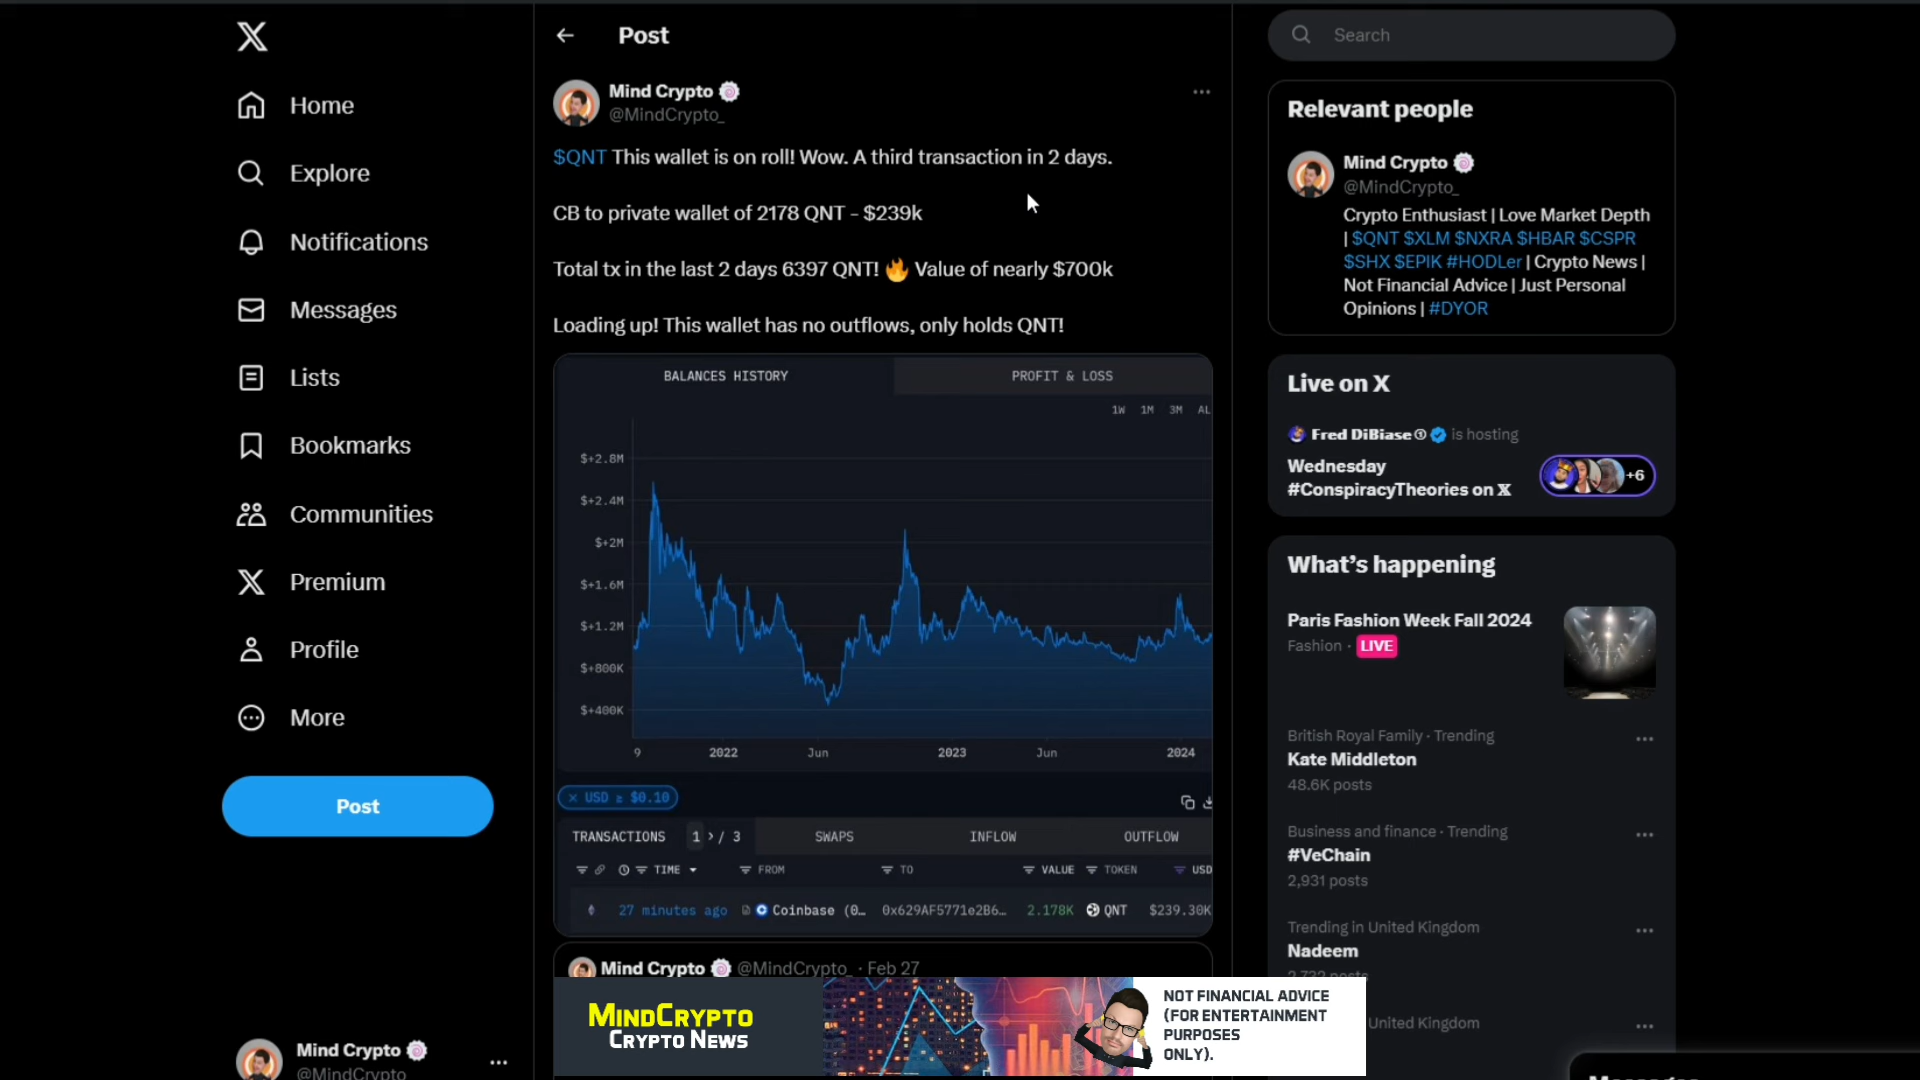 Home
Explore
Notifications
Messages
Lists
Bookmarks
Communities
Premium
Profile
More
Post
Mind Crypto
@MindCrypto
Post
Mind Crypto
@MindCrypto_
$QNT This wallet is on roll! Wow. A third transaction in 2 days.
CB to private wallet of 2178 QNT - $239k
Total tx in the last 2 days 6397 QNT! 🔥 Value of nearly $700k
Loading up! This wallet has no outflows, only holds QNT!
BALANCES HISTORY
PROFIT & LOSS
1W 1M 3M AL
$+2.8M
$+2.4M
$+2M
$+1.6M
$+1.2M
$+800K
$+400K
9 2022 Jun 2023 Jun 2024
× USD ≥ $0.10
TRANSACTIONS 1 > / 3 SWAPS INFLOW OUTFLOW
TIME FROM TO VALUE TOKEN USD
27 minutes ago Coinbase (0… 0x629AF5771e2B6… 2.178K QNT $239.30K
Mind Crypto @MindCrypto_ · Feb 27
MINDCRYPTO
CRYPTO NEWS
NOT FINANCIAL ADVICE
(FOR ENTERTAINMENT
PURPOSES
ONLY).
Search
Relevant people
Mind Crypto
@MindCrypto_
Crypto Enthusiast | Love Market Depth
| $QNT $XLM $NXRA $HBAR $CSPR
$SHX $EPIK #HODLer | Crypto News |
Not Financial Advice | Just Personal
Opinions | #DYOR
Live on X
Fred DiBiase is hosting
Wednesday
#ConspiracyTheories on X
+6
What's happening
Paris Fashion Week Fall 2024
Fashion · LIVE
British Royal Family · Trending
Kate Middleton
48.6K posts
Business and finance · Trending
#VeChain
2,931 posts
Trending in United Kingdom
Nadeem
2,732 posts
United Kingdom
Messages